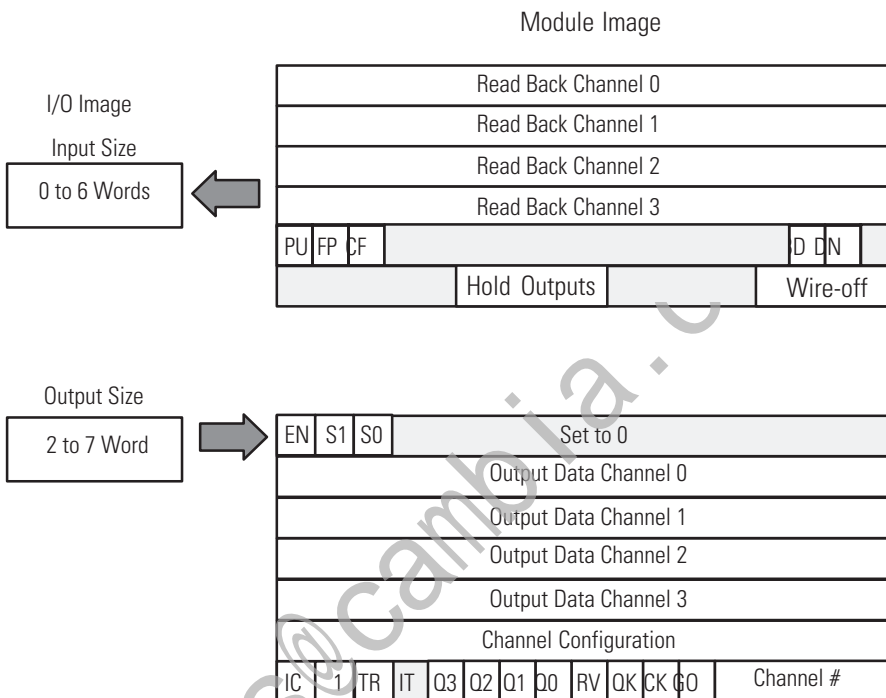 Module Image
I/O Image
Input Size
0 to 6 Words
Read Back Channel 0
Read Back Channel 1
Read Back Channel 2
Read Back Channel 3
PU FP CF DN
Hold Outputs Wire-off
Output Size
2 to 7 Word
EN S1 S0 Set to 0
Output Data Channel 0
Output Data Channel 1
Output Data Channel 2
Output Data Channel 3
Channel Configuration
IC 1 TR IT Q3 Q2 Q1 Q0 RV QK CK GO Channel #
s@cambia.c